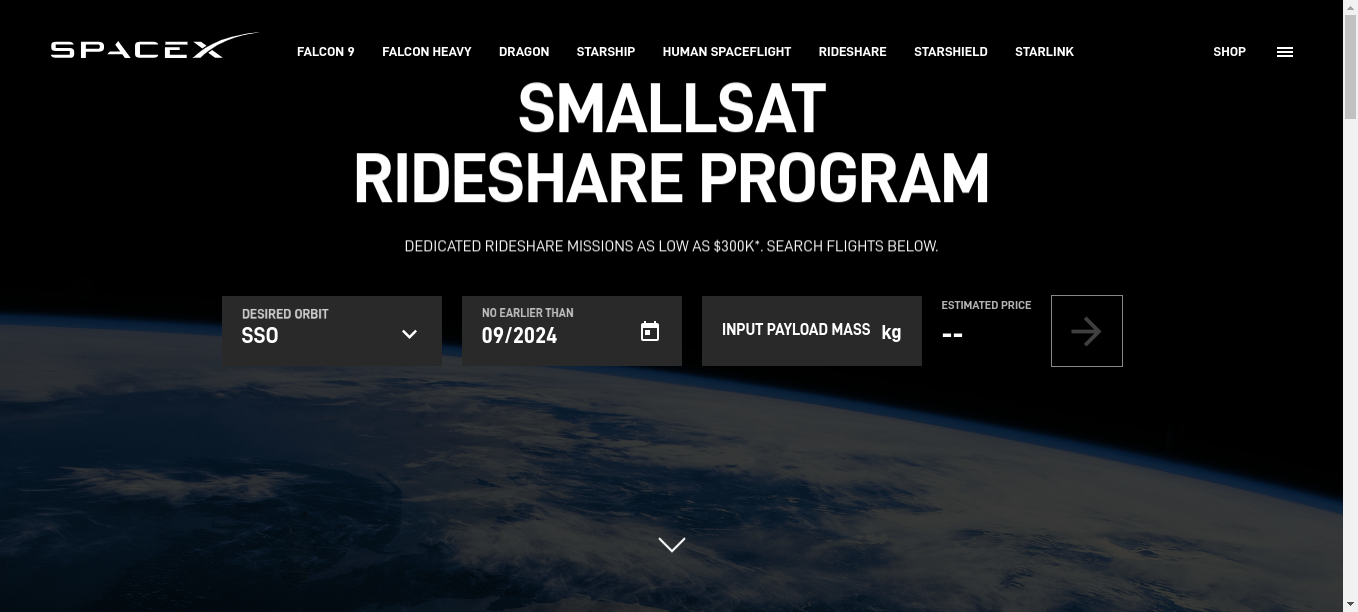 SPACEX
FALCON 9
FALCON HEAVY
DRAGON
STARSHIP
HUMAN SPACEFLIGHT
RIDESHARE
STARSHIELD
STARLINK
SHOP
SMALLSAT
RIDESHARE PROGRAM
DEDICATED RIDESHARE MISSIONS AS LOW AS $300K*. SEARCH FLIGHTS BELOW.
DESIRED ORBIT
SSO
NO EARLIER THAN
09/2024
INPUT PAYLOAD MASS kg
ESTIMATED PRICE
--